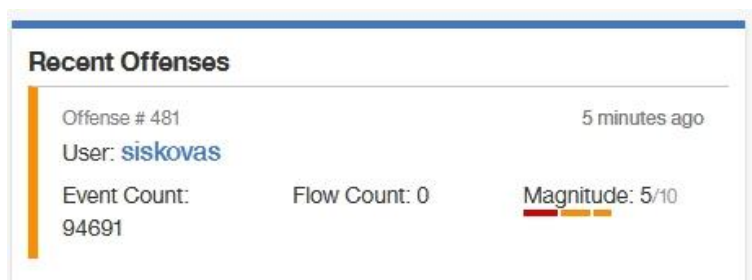 Recent Offenses
Offense # 481 5 minutes ago
User: siskovas
Event Count: Flow Count: 0 Magnitude: 5/10
94691